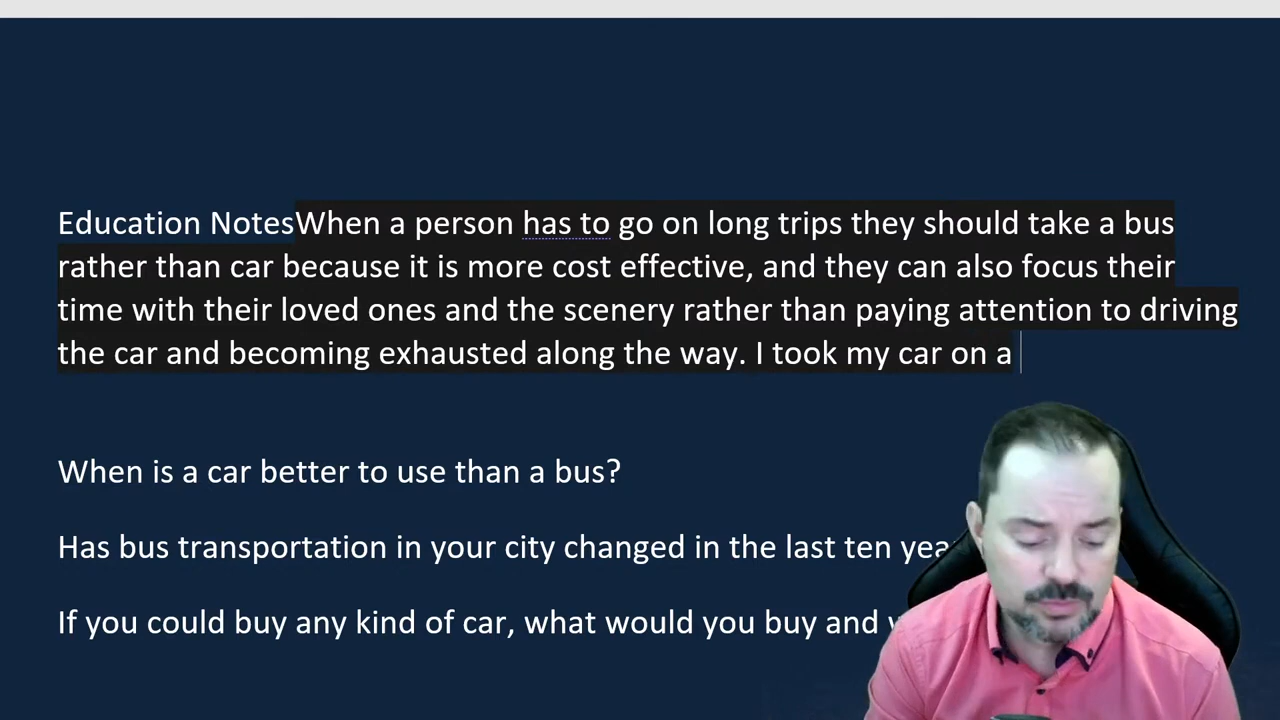 Education NotesWhen a person has to go on long trips they should take a bus
rather than car because it is more cost effective, and they can also focus their
time with their loved ones and the scenery rather than paying attention to driving
the car and becoming exhausted along the way. I took my car on a
When is a car better to use than a bus?
Has bus transportation in your city changed in the last ten
If you could buy any kind of car, what would you buy and